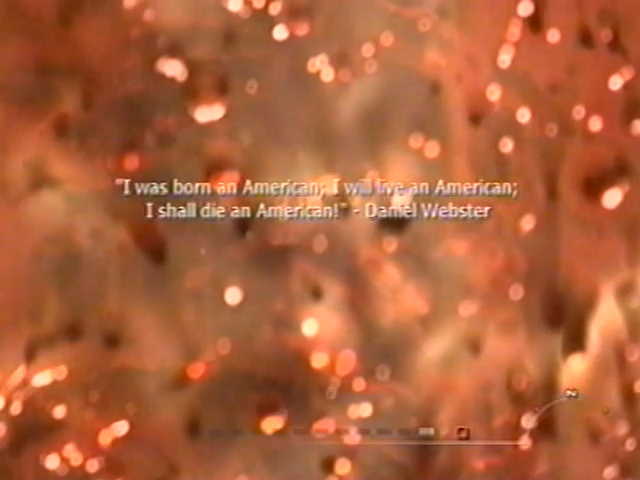 "I was born an American; I will live an American;
I shall die an American!" - Daniel Webster
N